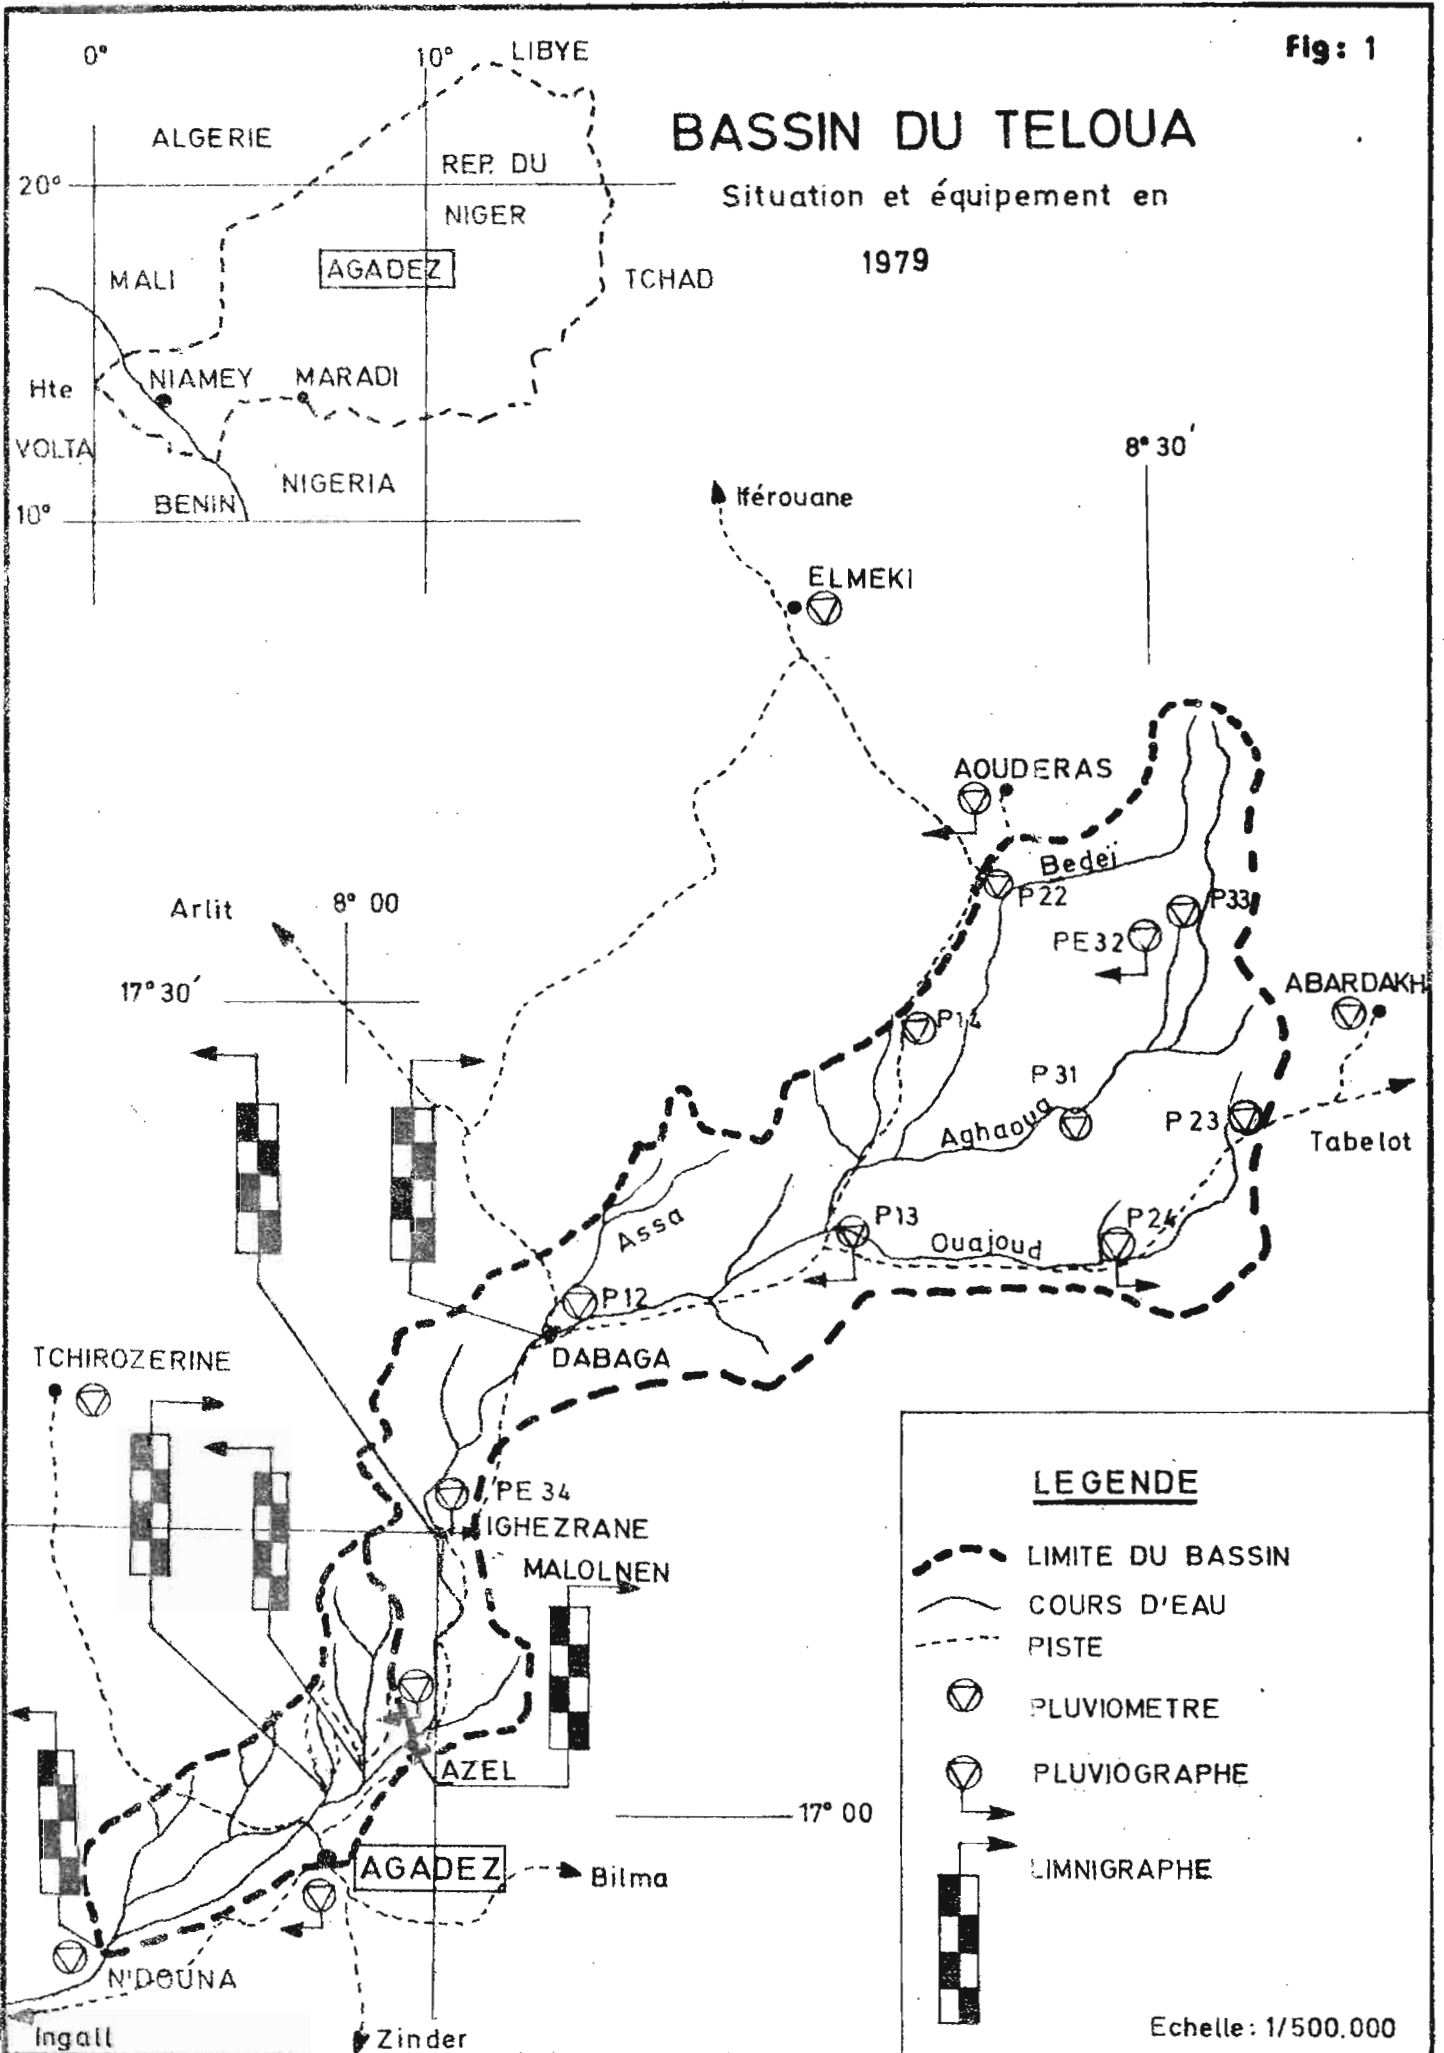 Fig: 1
0°
10°
LIBYE
ALGERIE
REP. DU
NIGER
20°
BASSIN DU TELOUA
Situation et équipement en
1979
AGADEZ
MALI
TCHAD
NIAMEY
MARADI
Hte
VOLTA
NIGERIA
BENIN
10°
8° 30'
Iférouane
ELMEKI
AOUDERAS
Bedeï
P22
P33
PE32
Arlit
8° 00
17° 30'
ABARDAKH
P14
P31
Aghaoua
P23
Tabelot
Assa
P13
Ouajoud
P24
P12
DABAGA
TCHIROZERINE
PE 34
IGHEZRANE
MALOLNEN
AZEL
17° 00
AGADEZ
Bilma
N'DOUNA
Ingall
Zinder
LEGENDE
LIMITE DU BASSIN
COURS D'EAU
PISTE
PLUVIOMETRE
PLUVIOGRAPHE
LIMNIGRAPHE
Echelle: 1/500.000